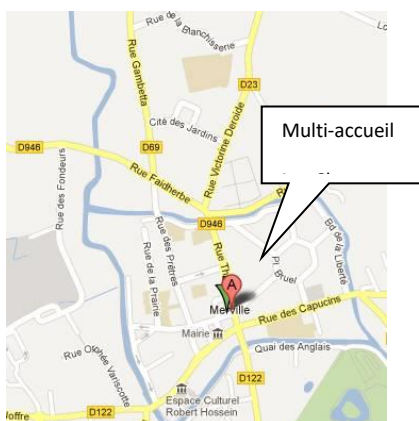 Rue de la
Blanchisserie
Rue Gambetta
D23
Cité des Jardins
Rue Victorine Deroide
Multi-accueil
D946
D69
Rue des Fondeurs
Rue Faidherbe
D946
Bd de la Liberté
Rue des Prêtres
Rue de la Prairie
Pl. Bruel
A
Merville
Rue des Capucins
Mairie
Quai des Anglais
Rue Orphée Variscotte
D122
Espace Culturel
Robert Hossein
Joffre
D122